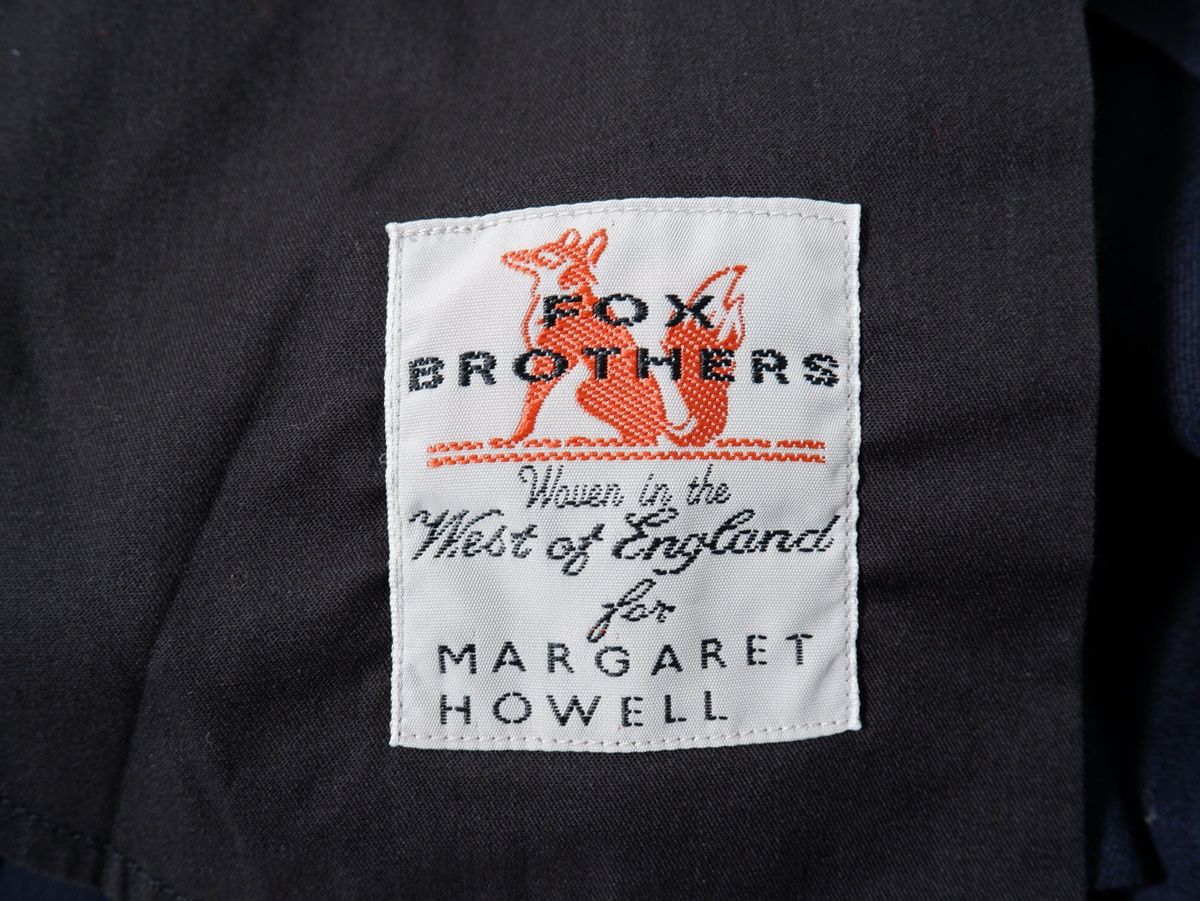 FOX
BROTHERS
Woven in the
West of England
for
MARGARET
HOWELL